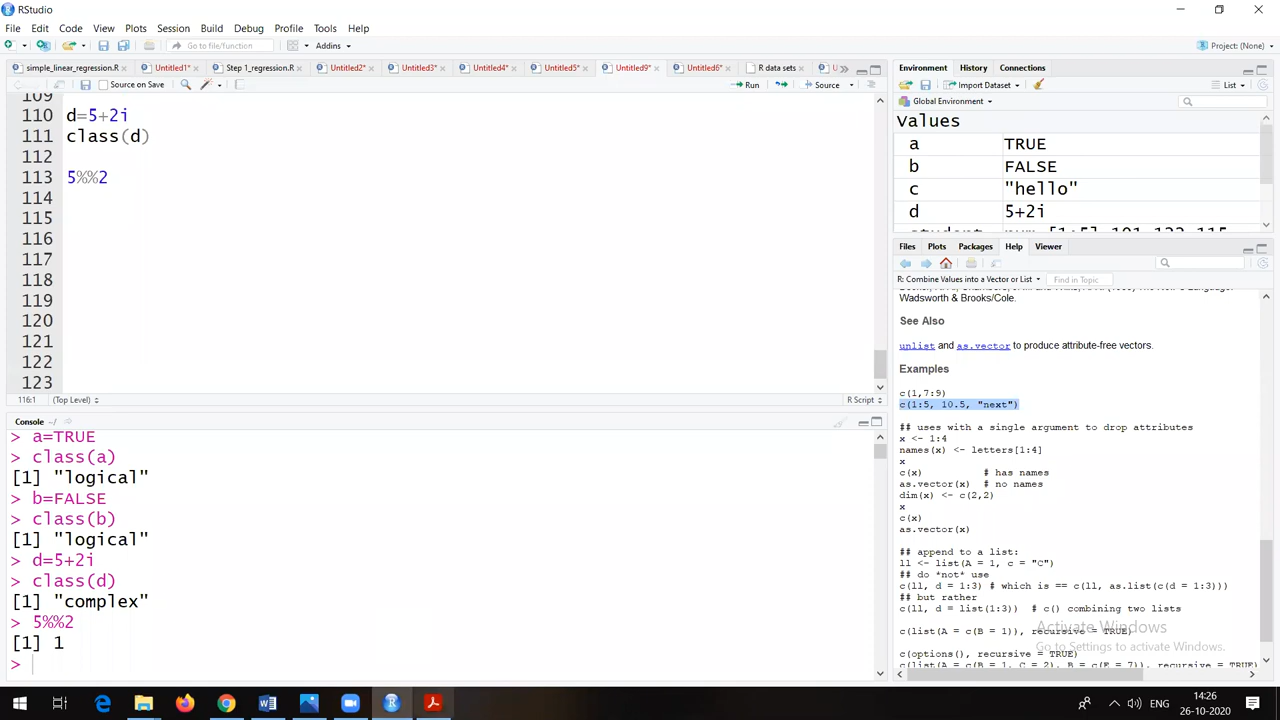 RStudio
File Edit Code View Plots Session Build Debug Profile Tools Help
Go to file/function Addins Project: (None)
simple_linear_regression.R Untitled1* Step 1_regression.R Untitled2* Untitled3* Untitled4* Untitled5* Untitled9* Untitled6* R data sets
Source on Save Run Source
109
110 d=5+2i
111 class(d)
112
113 5%%2
114
115
116
117
118
119
120
121
122
123
116:1 (Top Level) R Script
Console ~/
> a=TRUE
> class(a)
[1] "logical"
> b=FALSE
> class(b)
[1] "logical"
> d=5+2i
> class(d)
[1] "complex"
> 5%%2
[1] 1
>
Environment History Connections
Import Dataset List
Global Environment
Values
a TRUE
b FALSE
c "hello"
d 5+2i
Files Plots Packages Help Viewer
R: Combine Values into a Vector or List Find in Topic
Wadsworth & Brooks/Cole.
See Also
unlist and as.vector to produce attribute-free vectors.
Examples
c(1,7:9)
c(1:5, 10.5, "next")
## uses with a single argument to drop attributes
x <- 1:4
names(x) <- letters[1:4]
x
c(x) # has names
as.vector(x) # no names
dim(x) <- c(2,2)
x
c(x)
as.vector(x)
## append to a list:
ll <- list(A = 1, c = "C")
## do *not* use
c(ll, d = 1:3) # which is == c(ll, as.list(c(d = 1:3)))
## but rather
c(ll, d = list(1:3)) # c() combining two lists
c(list(A = c(B = 1)), recursive = TRUE)
c(options(), recursive = TRUE)
c(list(A = c(B = 1, C = 2), B = c(E = 7)), recursive = TRUE)
Activate Windows
Go to Settings to activate Windows.
ENG
14:26
26-10-2020